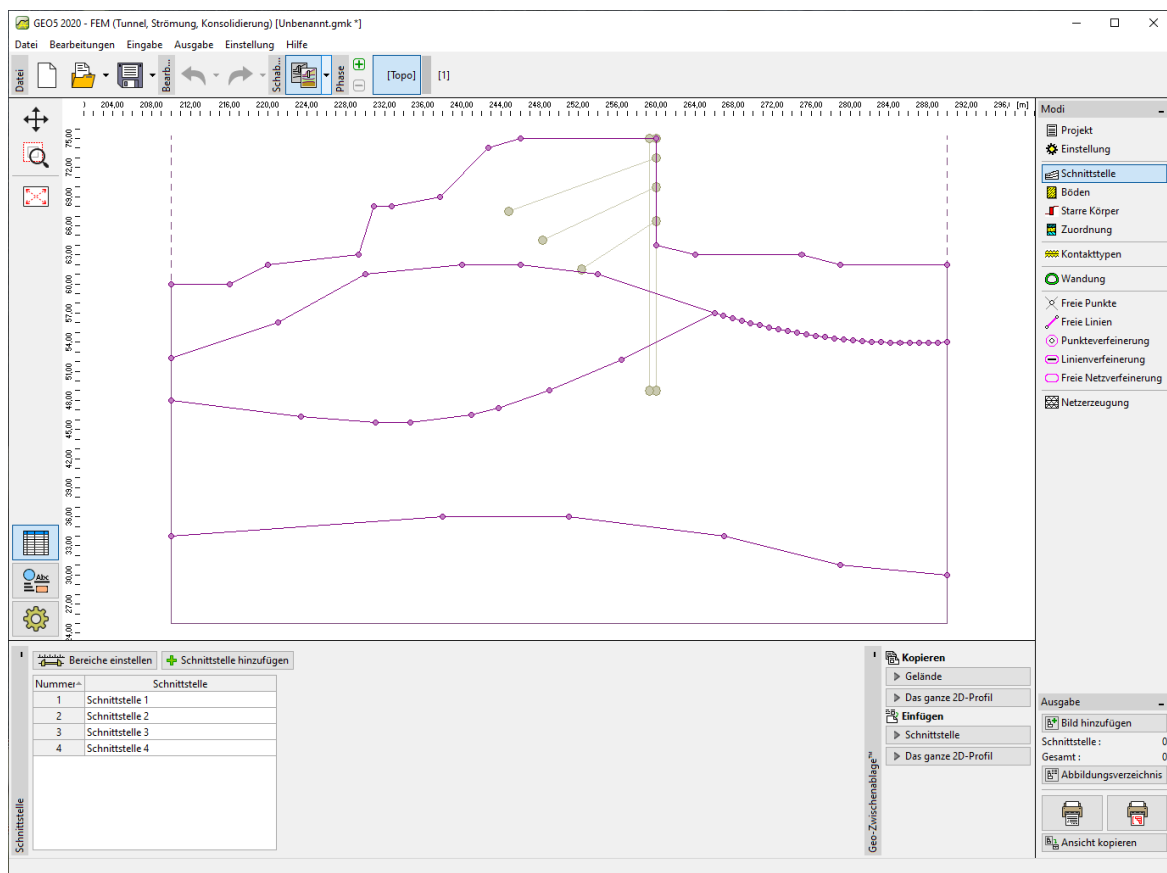 GEO5 2020 - FEM (Tunnel, Strömung, Konsolidierung) [Unbenannt.gmk *]
Datei Bearbeitungen Eingabe Ausgabe Einstellung Hilfe
Datei
Bearb...
Schab...
Phase
[Topo]
[1]
204,00 208,00 212,00 216,00 220,00 224,00 228,00 232,00 236,00 240,00 244,00 248,00 252,00 256,00 260,00 264,00 268,00 272,00 276,00 280,00 284,00 288,00 292,00 296, [m]
75,00
72,00
69,00
66,00
63,00
60,00
57,00
54,00
51,00
48,00
45,00
42,00
39,00
36,00
33,00
30,00
27,00
24,00
Abc
Modi
Projekt
Einstellung
Schnittstelle
Böden
Starre Körper
Zuordnung
Kontakttypen
Wandung
Freie Punkte
Freie Linien
Punkteverfeinerung
Linienverfeinerung
Freie Netzverfeinerung
Netzerzeugung
Schnittstelle
Bereiche einstellen
Schnittstelle hinzufügen
Nummer Schnittstelle
1 Schnittstelle 1
2 Schnittstelle 2
3 Schnittstelle 3
4 Schnittstelle 4
Geo-Zwischenablage™
Kopieren
Gelände
Das ganze 2D-Profil
Einfügen
Schnittstelle
Das ganze 2D-Profil
Ausgabe
Bild hinzufügen
Schnittstelle : 0
Gesamt : 0
Abbildungsverzeichnis
Ansicht kopieren